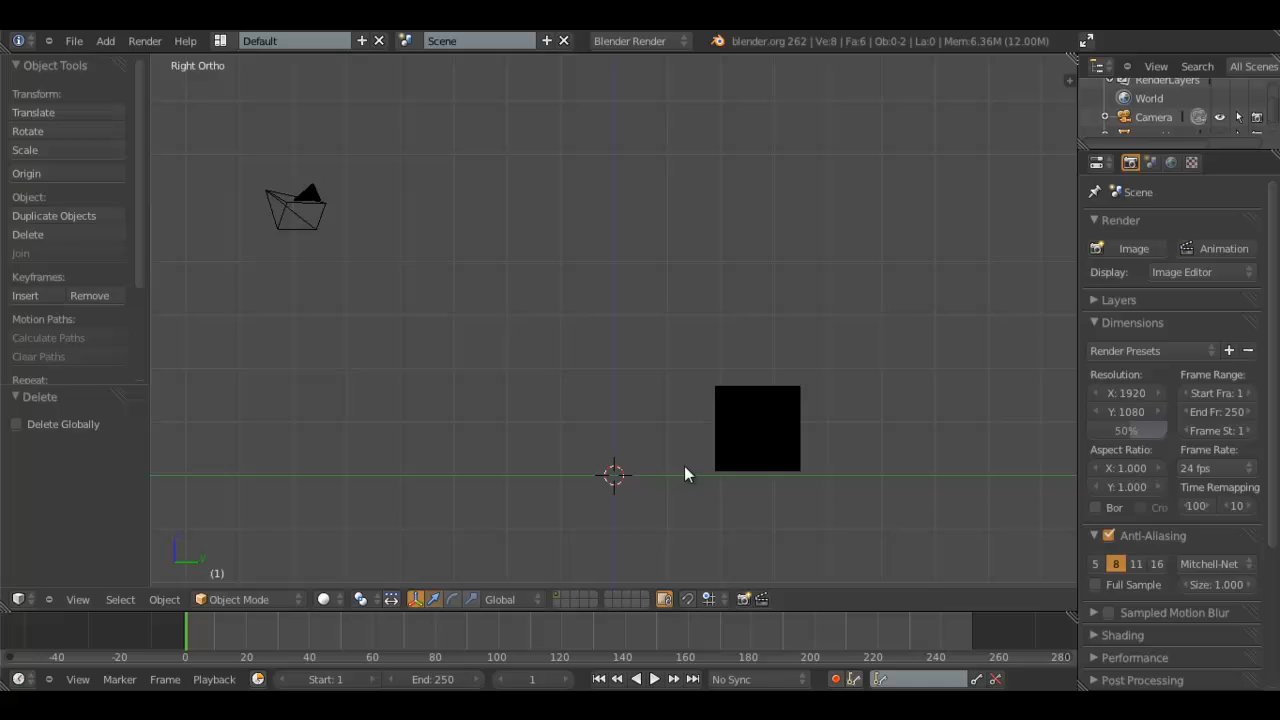 File Add Render Help Default Scene Blender Render blender.org 262 | Ve:8 | Fa:6 | Ob:0-2 | La:0 | Mem:6.36M (12.00M)
Object Tools
Transform:
Translate
Rotate
Scale
Origin
Object:
Duplicate Objects
Delete
Join
Keyframes:
Insert Remove
Motion Paths:
Calculate Paths
Clear Paths
Repeat:
Delete
Delete Globally
Right Ortho
y
(1)
View Select Object Object Mode Global
-40 -20 0 20 40 60 80 100 120 140 160 180 200 220 240 260 280
View Marker Frame Playback Start: 1 End: 250 1 No Sync
View Search All Scenes
RenderLayers
World
Camera
Scene
Render
Image Animation
Display: Image Editor
Layers
Dimensions
Render Presets
Resolution: Frame Range:
X: 1920 Start Fra: 1
Y: 1080 End Fr: 250
50% Frame St: 1
Aspect Ratio: Frame Rate:
X: 1.000 24 fps
Y: 1.000 Time Remapping
Bor Cro 100 10
Anti-Aliasing
5 8 11 16 Mitchell-Net
Full Sample Size: 1.000
Sampled Motion Blur
Shading
Performance
Post Processing